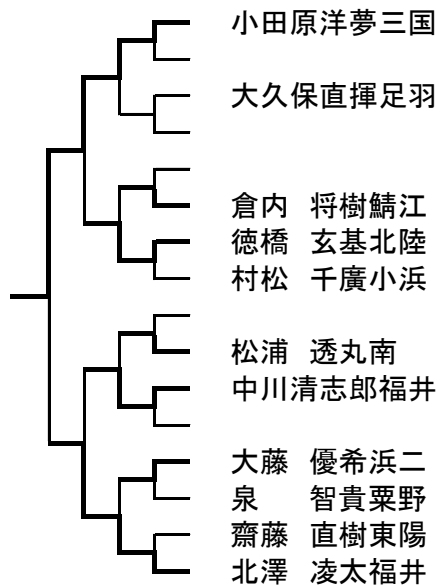 小田原洋夢三国
大久保直揮足羽
倉内 将樹鯖江
徳橋 玄基北陸
村松 千廣小浜
松浦 透丸南
中川清志郎福井
大藤 優希浜二
泉 智貴粟野
齋藤 直樹東陽
北澤 凌太福井